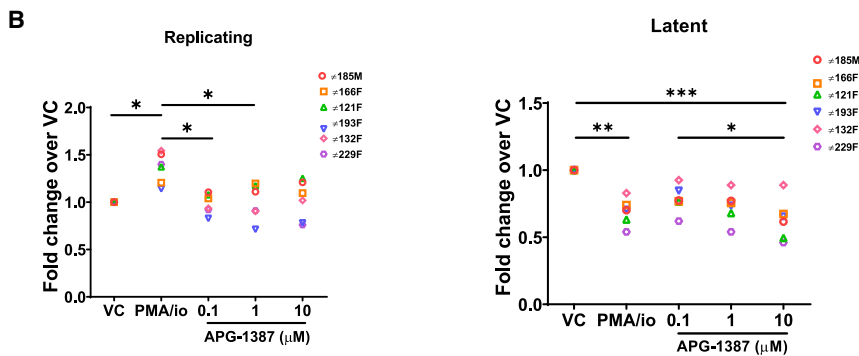 B
Replicating
Fold change over VC
2.0
1.5
1.0
0.5
0.0
*
*
*
VC PMA/io 0.1 1 10
APG-1387 (μM)
≠185M
≠166F
≠121F
≠193F
≠132F
≠229F
Latent
Fold change over VC
1.5
1.0
0.5
0.0
***
**
*
VC PMA/io 0.1 1 10
APG-1387 (μM)
≠185M
≠166F
≠121F
≠193F
≠132F
≠229F